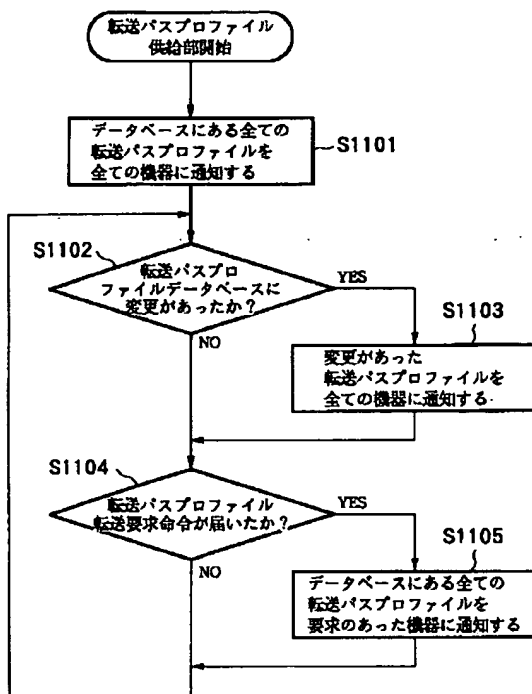 転送パスプロファイル
供給部開始
データベースにある全ての
転送パスプロファイルを
全ての機器に通知する
S1101
S1102
転送パスプロ
ファイルデータベースに
変更があったか？
YES
NO
S1103
変更があった
転送パスプロファイルを
全ての機器に通知する
S1104
転送パスプロファイル
転送要求命令が届いたか？
YES
NO
S1105
データベースにある全ての
転送パスプロファイルを
要求のあった機器に通知する